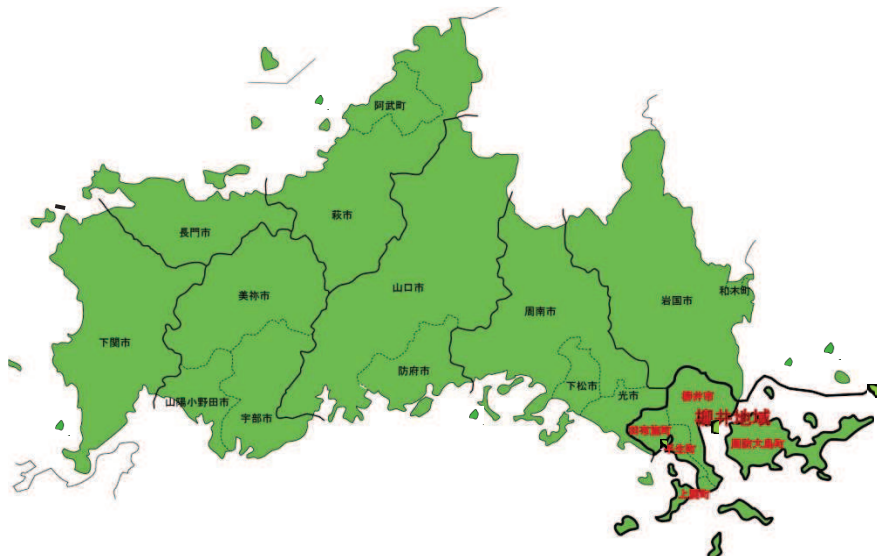 阿武町
萩市
長門市
美祢市
山口市
岩国市
和木町
周南市
下関市
防府市
下松市
光市
山陽小野田市
宇部市
柳井市
柳井地域
田布施町
平生町
周防大島町
上関町